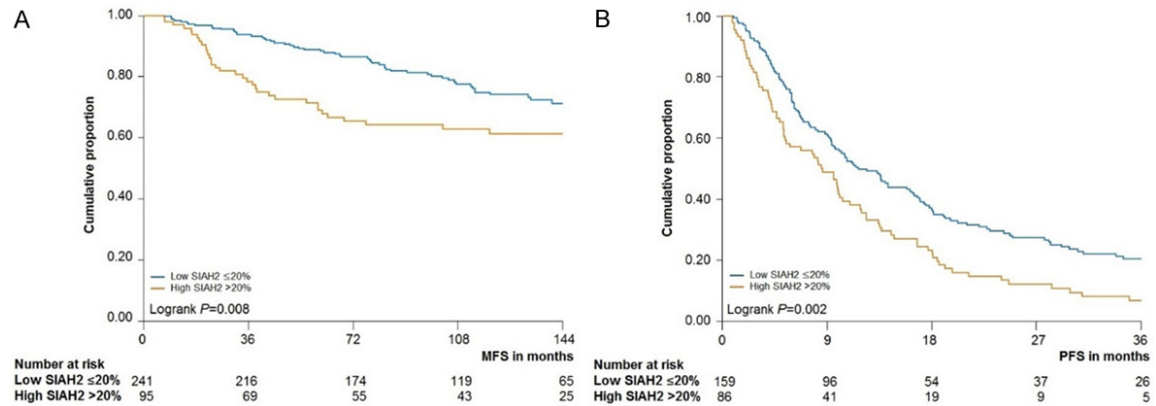 A
Cumulative proportion
1.00
0.80
0.60
0.40
0.20
0.00
Low SIAH2 ≤20%
High SIAH2 >20%
Logrank P=0.008
0 36 72 108 144
MFS in months
Number at risk
Low SIAH2 ≤20% 241 216 174 119 65
High SIAH2 >20% 95 69 55 43 25
B
Cumulative proportion
1.00
0.80
0.60
0.40
0.20
0.00
Low SIAH2 ≤20%
High SIAH2 >20%
Logrank P=0.002
0 9 18 27 36
PFS in months
Number at risk
Low SIAH2 ≤20% 159 96 54 37 26
High SIAH2 >20% 86 41 19 9 5